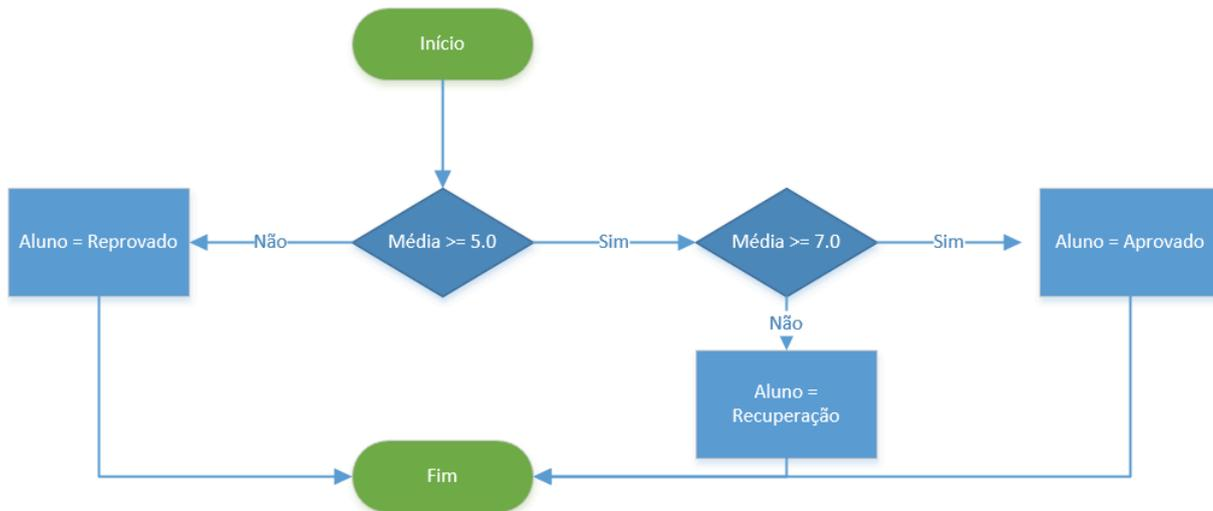 Início
Aluno = Reprovado
Não
Média >= 5.0
Sim
Média >= 7.0
Sim
Aluno = Aprovado
Não
Aluno =
Recuperação
Fim